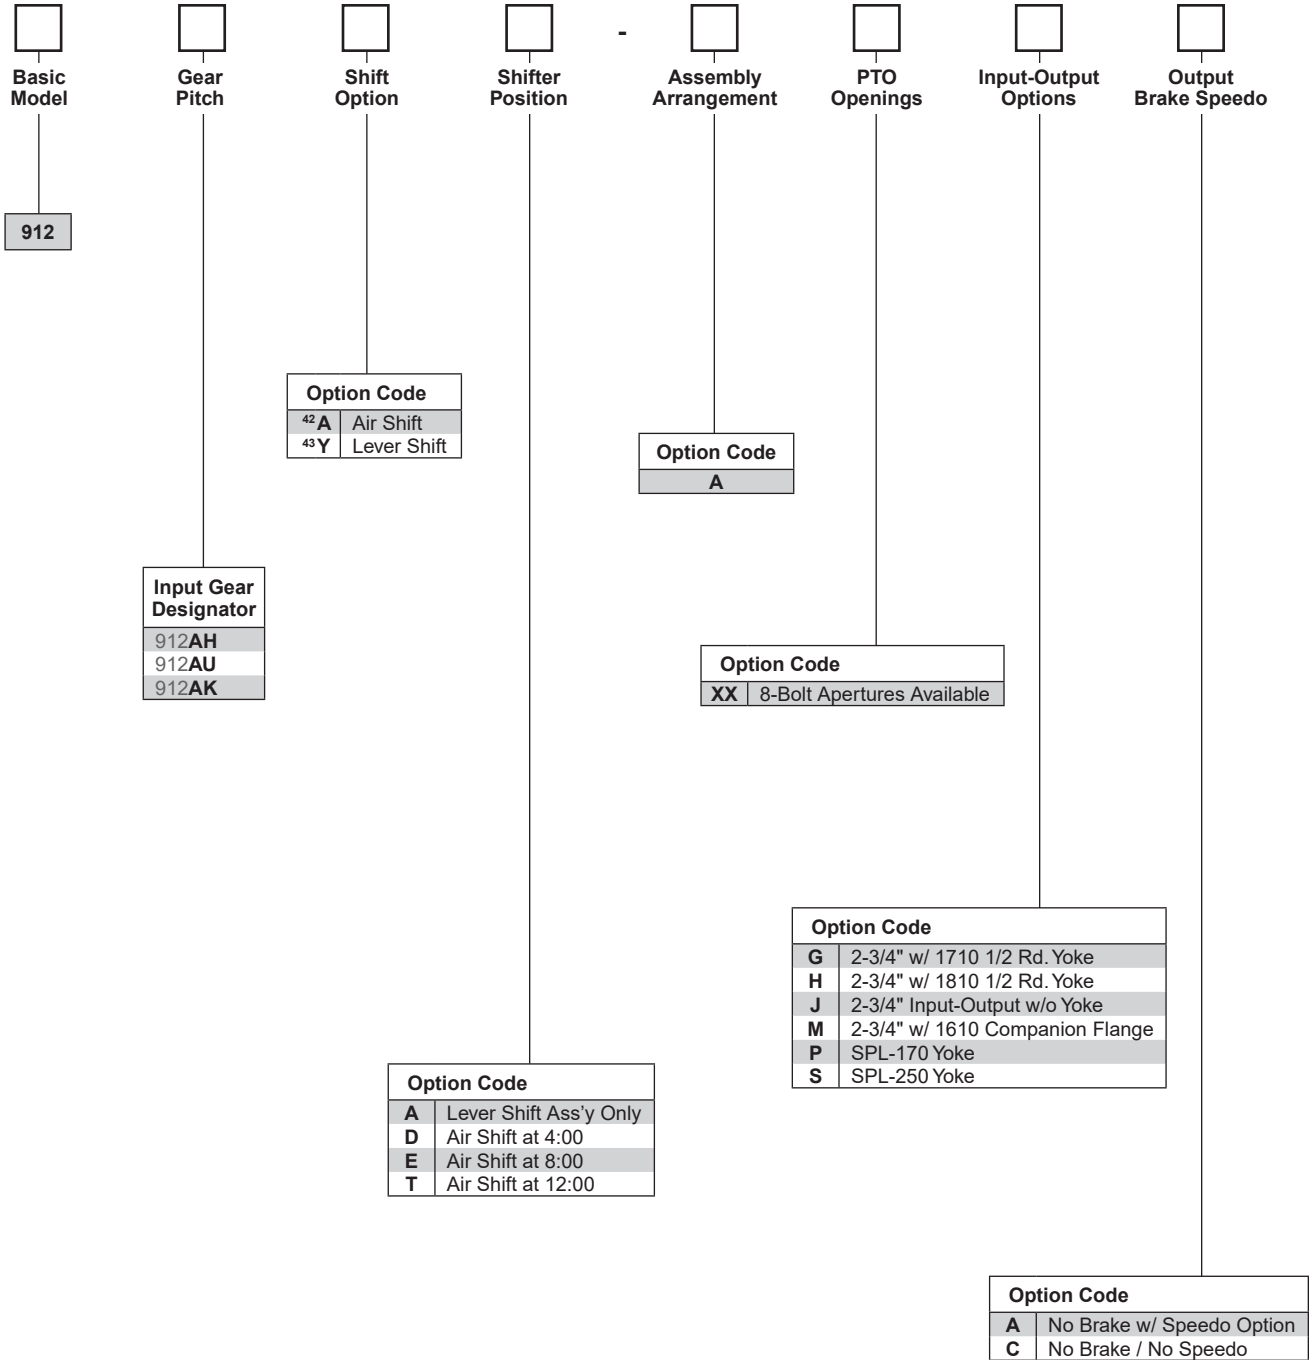 -
Basic Model
Gear Pitch
Shift Option
Shifter Position
Assembly Arrangement
PTO Openings
Input-Output Options
Output Brake Speedo
912
Option Code
42 A Air Shift
43 Y Lever Shift
Option Code
A
Input Gear
Designator
912AH
912AU
912AK
Option Code
XX 8-Bolt Apertures Available
Option Code
G 2-3/4" w/ 1710 1/2 Rd. Yoke
H 2-3/4" w/ 1810 1/2 Rd. Yoke
J 2-3/4" Input-Output w/o Yoke
M 2-3/4" w/ 1610 Companion Flange
P SPL-170 Yoke
S SPL-250 Yoke
Option Code
A Lever Shift Ass'y Only
D Air Shift at 4:00
E Air Shift at 8:00
T Air Shift at 12:00
Option Code
A No Brake w/ Speedo Option
C No Brake / No Speedo